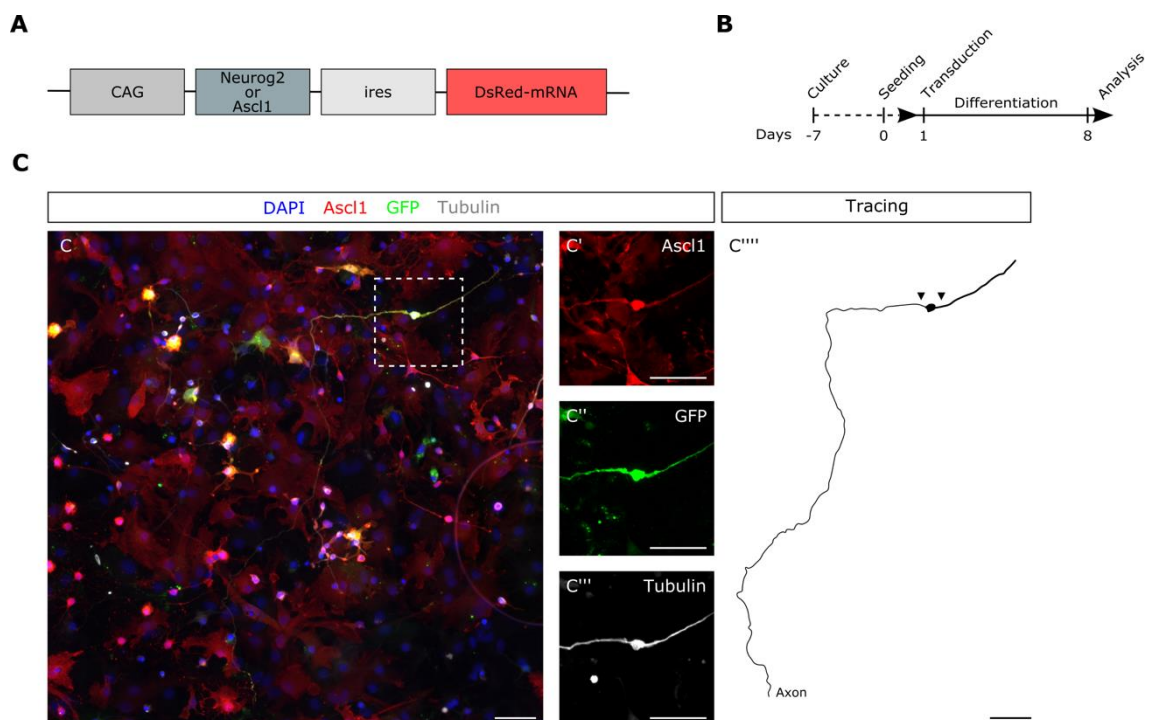 A
CAG
Neurog2
or
Ascl1
ires
DsRed-mRNA
B
Culture
Seeding
Transduction
Differentiation
Analysis
Days
-7
0
1
8
C
DAPI Ascl1 GFP Tubulin
Tracing
C
C' Ascl1
C'' GFP
C''' Tubulin
C''''
Axon